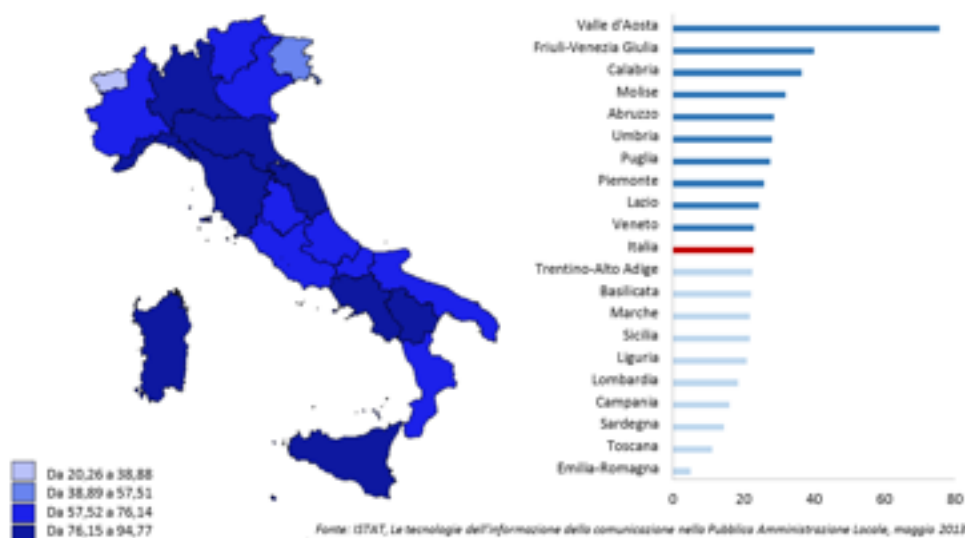 Valle d'Aosta
Friuli-Venezia Giulia
Calabria
Molise
Abruzzo
Umbria
Puglia
Piemonte
Lazio
Veneto
Italia
Trentino-Alto Adige
Basilicata
Marche
Sicilia
Liguria
Lombardia
Campania
Sardegna
Toscana
Emilia-Romagna
0 20 40 60 80
Da 20,26 a 38,88
Da 38,89 a 57,51
Da 57,52 a 76,14
Da 76,15 a 94,77
Fonte: ISTAT, Le tecnologie dell'informazione della comunicazione nella Pubblica Amministrazione Locale, maggio 2013